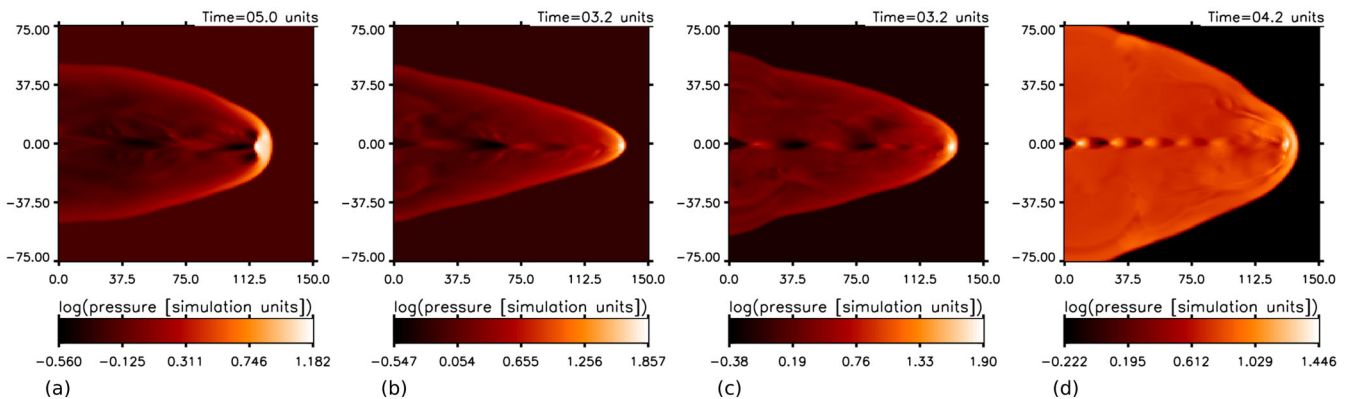 Time=05.0 units
75.00
37.50
0.00
−37.50
−75.00
0.0 37.5 75.0 112.5 150.0
log(pressure [simulation units])
−0.560 −0.125 0.311 0.746 1.182
(a)
Time=03.2 units
75.00
37.50
0.00
−37.50
−75.00
0.0 37.5 75.0 112.5 150.0
log(pressure [simulation units])
−0.547 0.054 0.655 1.256 1.857
(b)
Time=03.2 units
75.00
37.50
0.00
−37.50
−75.00
0.0 37.5 75.0 112.5 150.0
log(pressure [simulation units])
−0.38 0.19 0.76 1.33 1.90
(c)
Time=04.2 units
75.00
37.50
0.00
−37.50
−75.00
0.0 37.5 75.0 112.5 150.0
log(pressure [simulation units])
−0.222 0.195 0.612 1.029 1.446
(d)